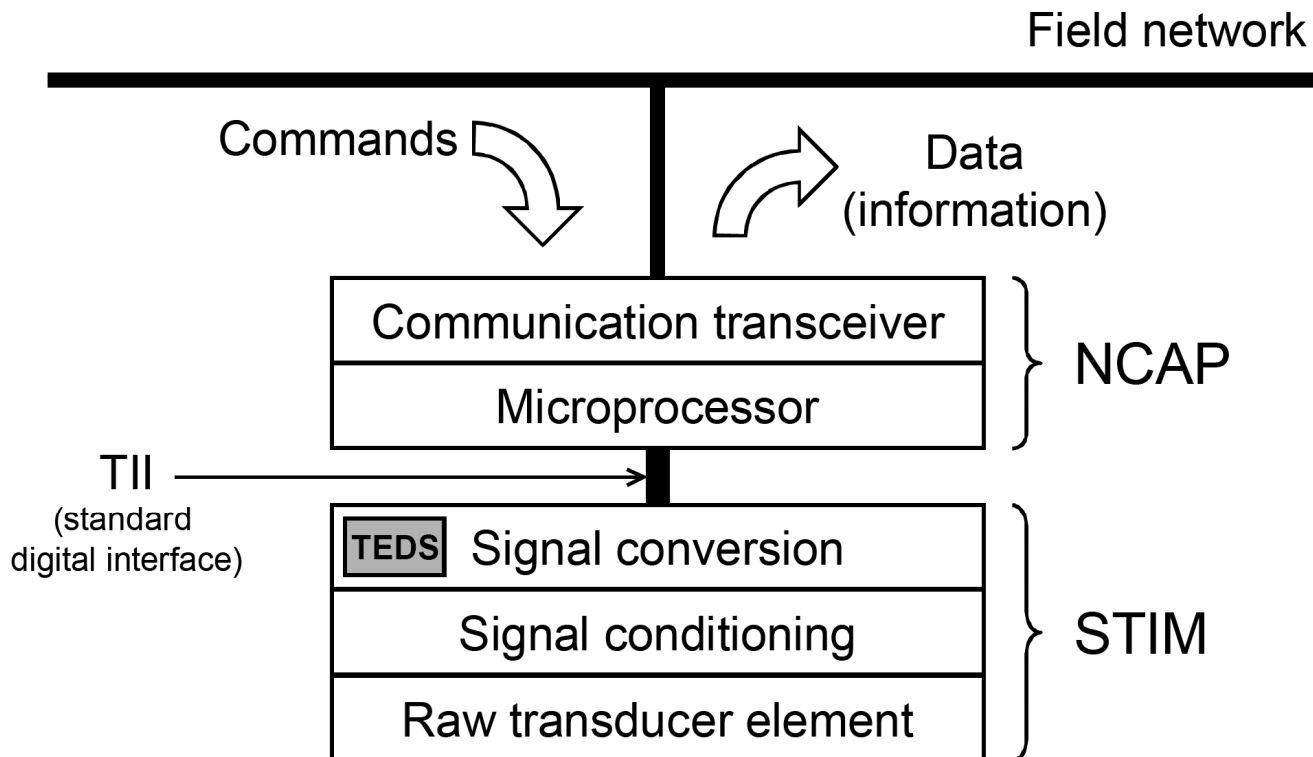 Field network
Commands
Data
(information)
Communication transceiver
NCAP
Microprocessor
TII
(standard
digital interface)
TEDS Signal conversion
Signal conditioning
STIM
Raw transducer element